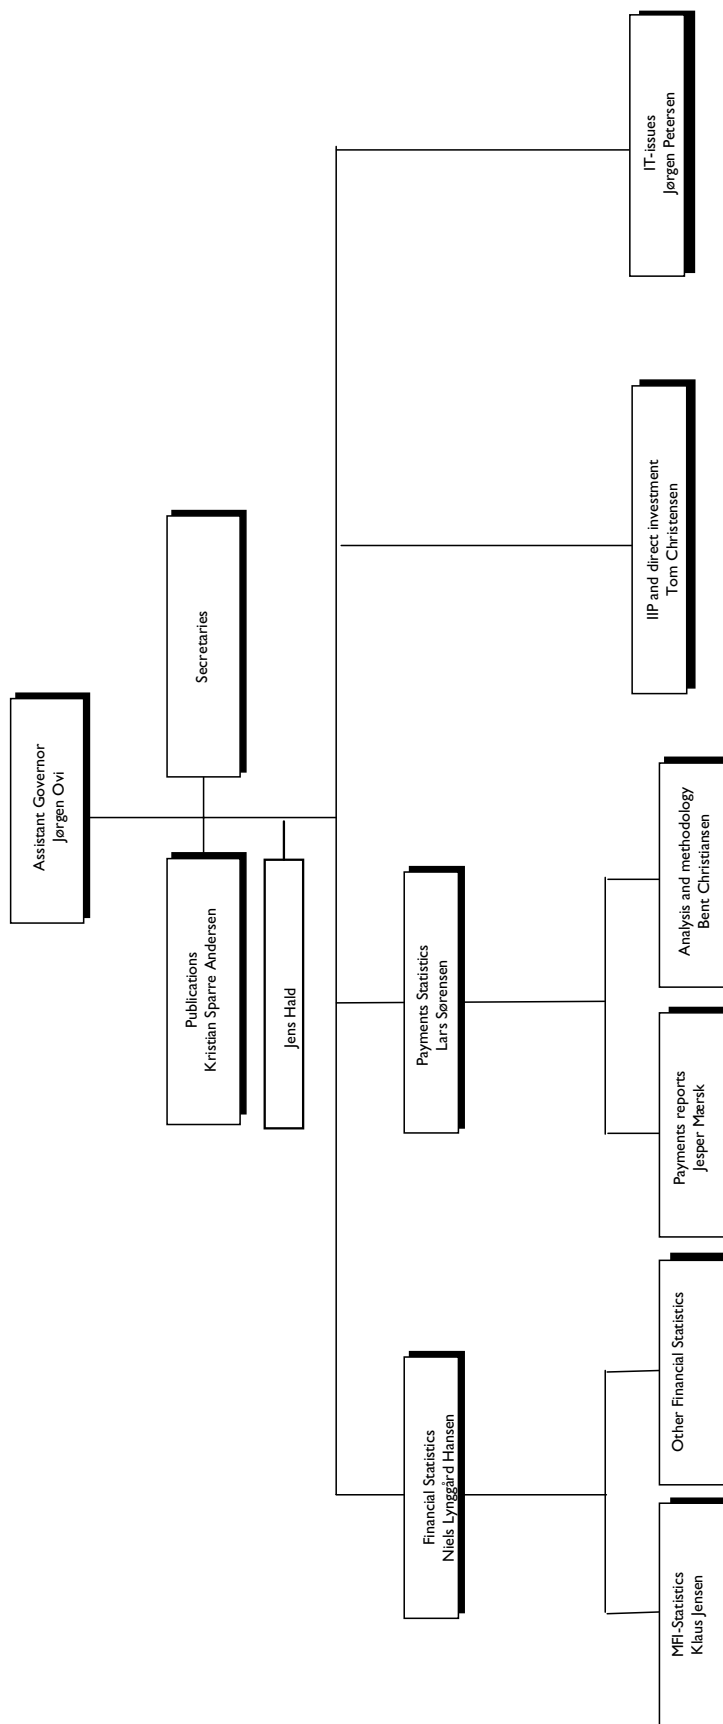 Assistant Governor
Jørgen Ovi
Publications
Kristian Sparre Andersen
Secretaries
Jens Hald
Financial Statistics
Niels Lynggård Hansen
Payments Statistics
Lars Sørensen
MFI-Statistics
Klaus Jensen
Other Financial Statistics
Payments reports
Jesper Mærsk
Analysis and methodology
Bent Christiansen
IIP and direct investment
Tom Christensen
IT-issues
Jørgen Petersen